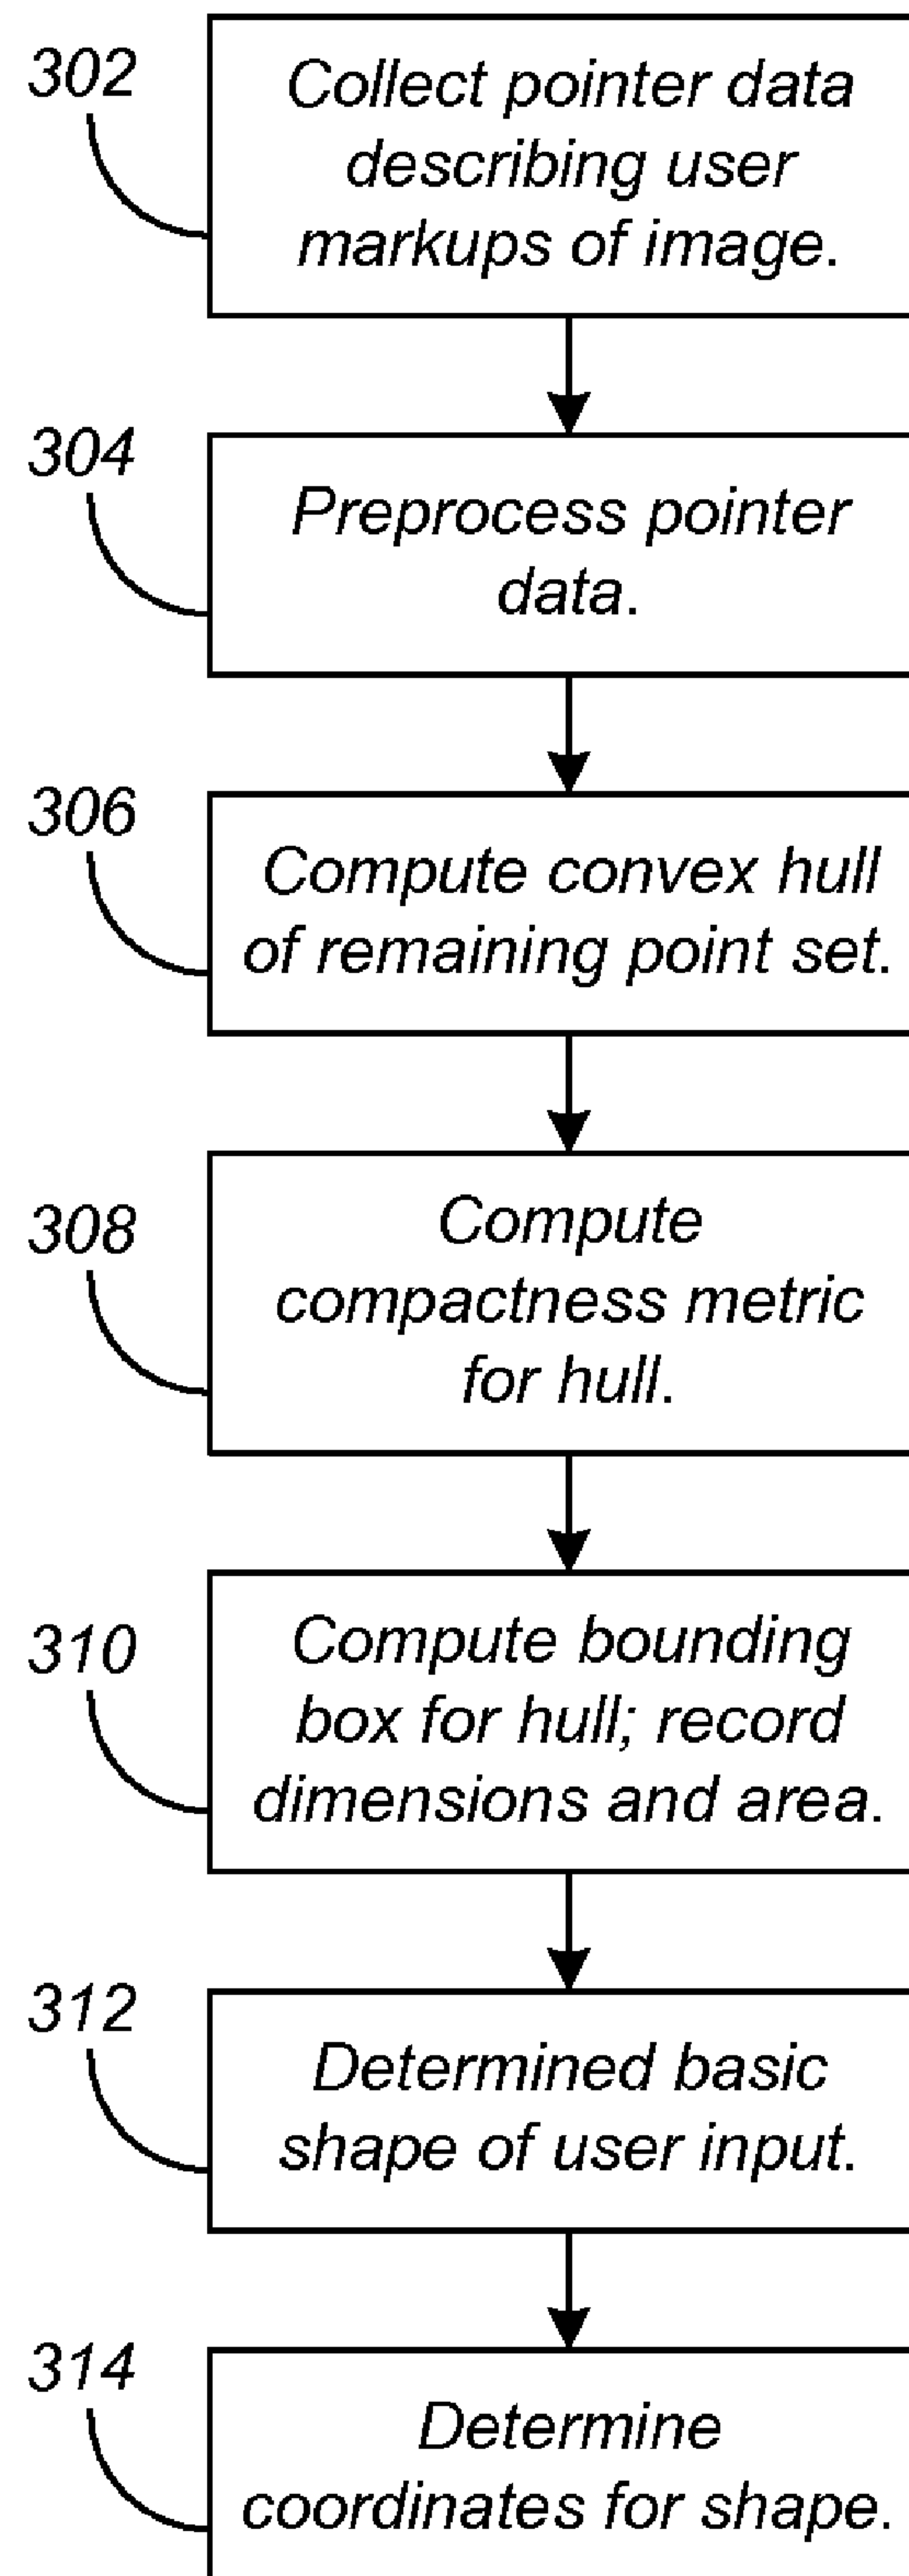 302
Collect pointer data
describing user
markups of image.
304
Preprocess pointer
data.
306
Compute convex hull
of remaining point set.
308
Compute
compactness metric
for hull.
310
Compute bounding
box for hull; record
dimensions and area.
312
Determined basic
shape of user input.
314
Determine
coordinates for shape.